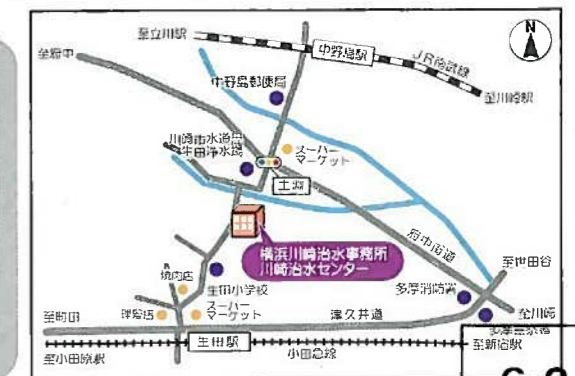 至立川駅
中野島駅
JR南武線
至川崎駅
N
至府中
中野島郵便局
川崎市水道局
生田浄水場
スーパー
マーケット
土淵
横浜川崎治水事務所
川崎治水センター
府中街道
至世田谷
焼肉店
生田小学校
多摩消防署
理容店
スーパー
マーケット
津久井道
至川崎
至町田
生田駅
至小田原駅
小田急線
至新宿駅